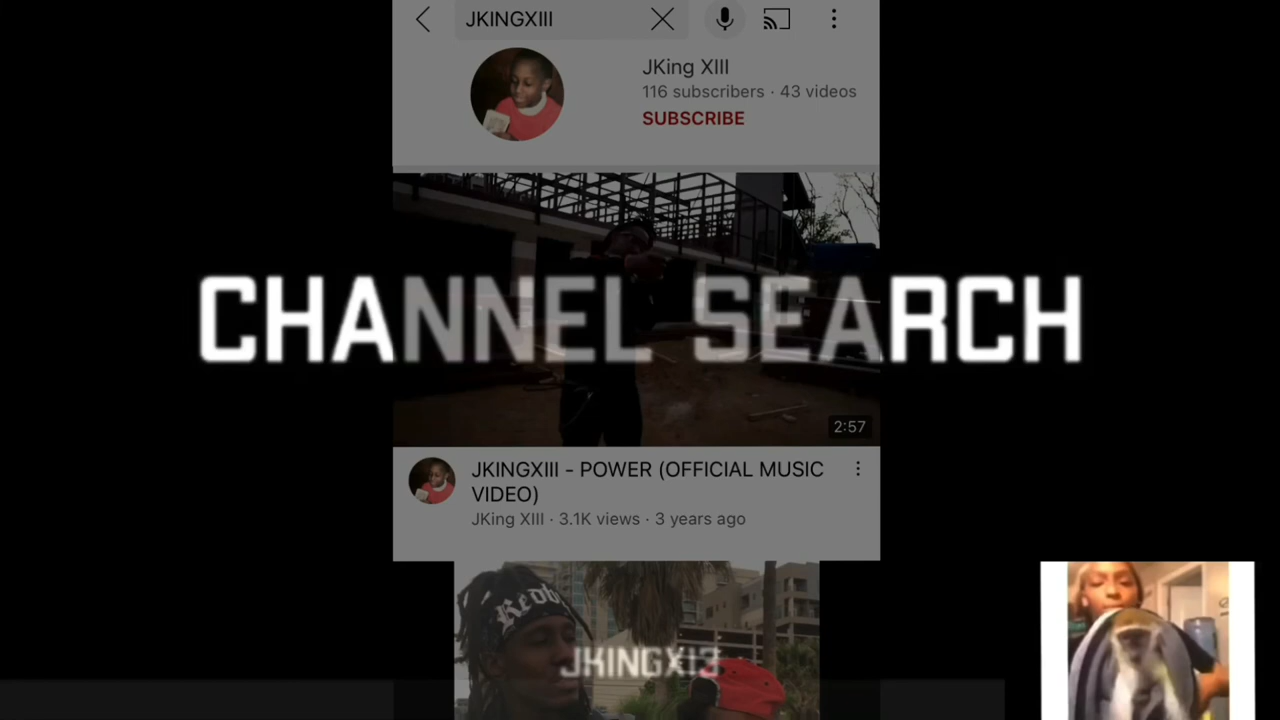 JKINGXIII
JKing XIII
116 subscribers · 43 videos
SUBSCRIBE
CHANNEL SEARCH
2:57
JKINGXIII - POWER (OFFICIAL MUSIC
VIDEO)
JKing XIII · 3.1K views · 3 years ago
JKINGX13